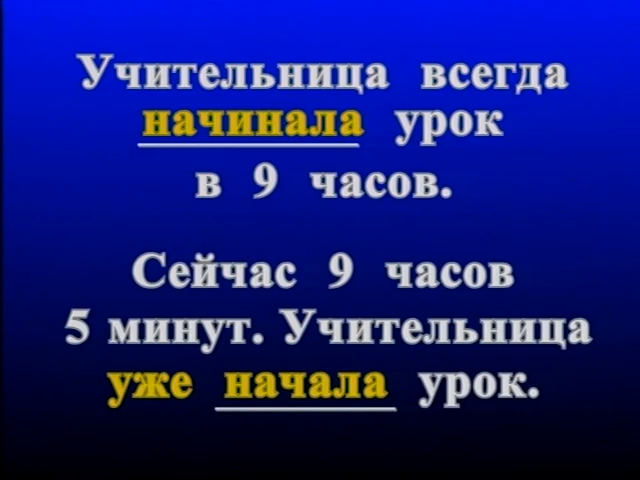 Учительница всегда
начинала урок
в 9 часов.
Сейчас 9 часов
5 минут. Учительница
уже начала урок.